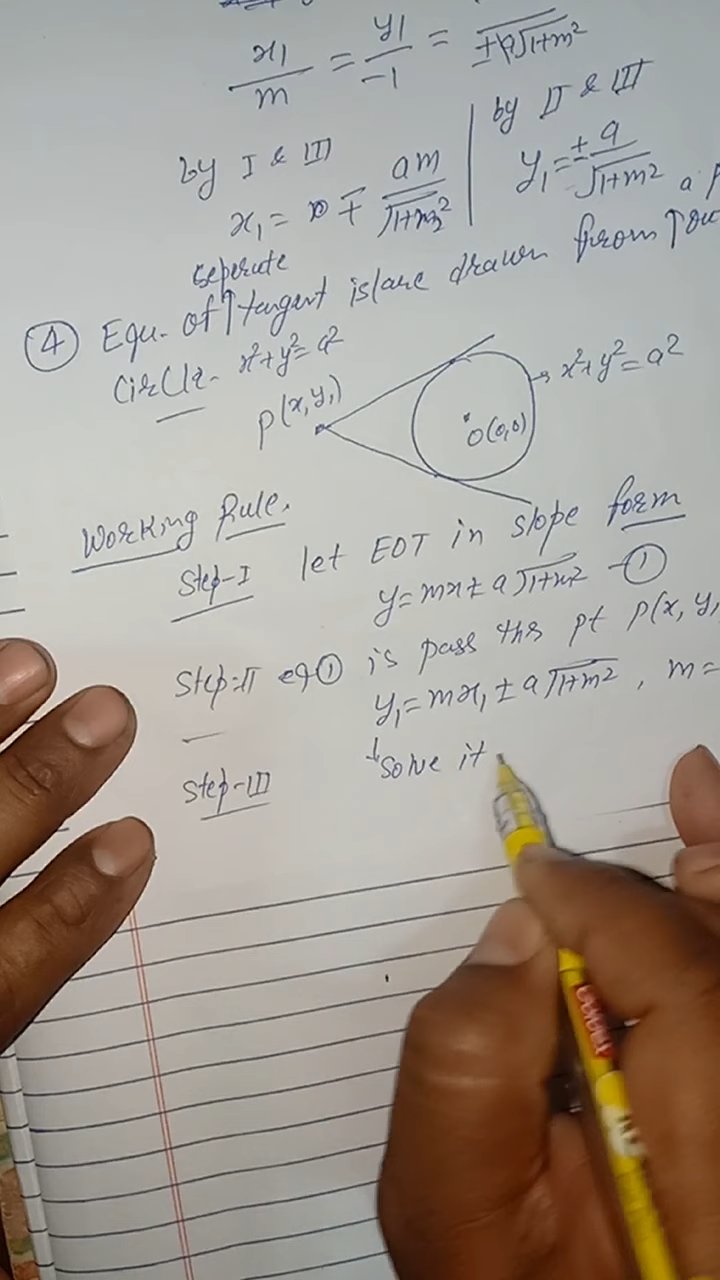 x₁/m = y₁/-1 = /±a√1+m²
by I & III
x₁ = ∓ am/√1+m²
by II & III
y₁ = ± a/√1+m²
seperate
④ Equ. of ↑ tangent is/are drawn from ↑
a
Circle x²+y²=a²
P(x,y₁)
O(0,0)
→ x²+y²=a²
Working Rule.
Step-I let EOT in slope form
y=mx±a√1+m² —①
Step:II eq① is pass thr pt P(x,y,
y₁=mx₁±a√1+m² , m=
Step-III ↓solve it